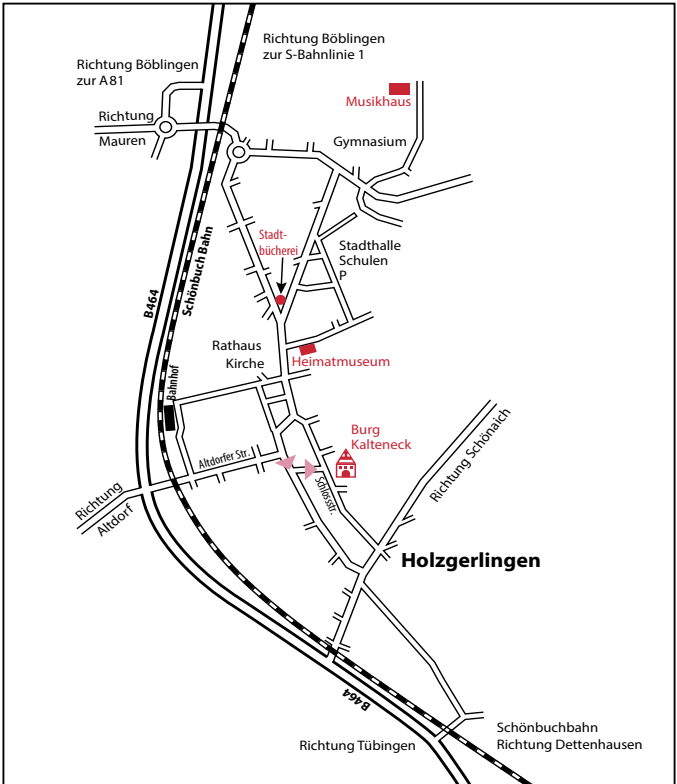 Richtung Böblingen
zur S-Bahnlinie 1
Richtung Böblingen
zur A 81
Musikhaus
Richtung
Mauren
Gymnasium
Stadt-
bücherei
Stadthalle
Schulen
P
Schönbuch Bahn
B464
Rathaus
Kirche
Heimatmuseum
Bahnhof
Burg
Kalteneck
Richtung Schönaich
Altdorfer Str.
Schlossstr.
Richtung
Altdorf
Holzgerlingen
B464
Schönbuchbahn
Richtung Dettenhausen
Richtung Tübingen